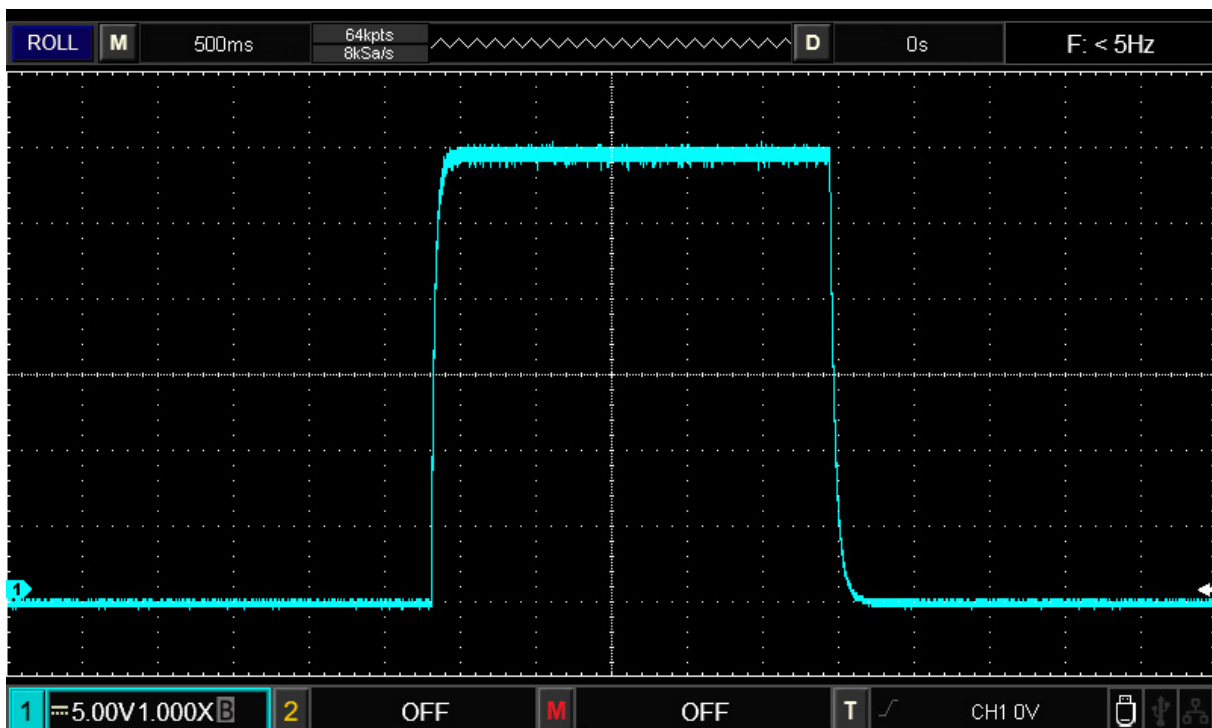 ROLL M 500ms 64kpts D 0s F: < 5Hz
8kSa/s
1
1 5.00V 1.000X B 2 OFF M OFF T CH1 0V